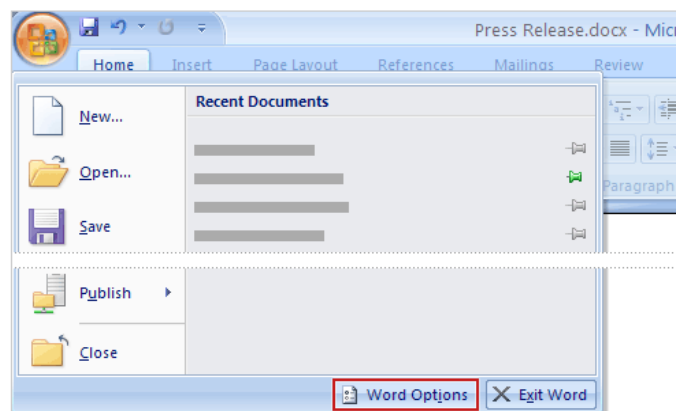 Press Release.docx - Micr
Home Insert Page Layout References Mailings Review
Recent Documents
New...
Open...
Paragraph
Save
Publish
Close
Word Options Exit Word